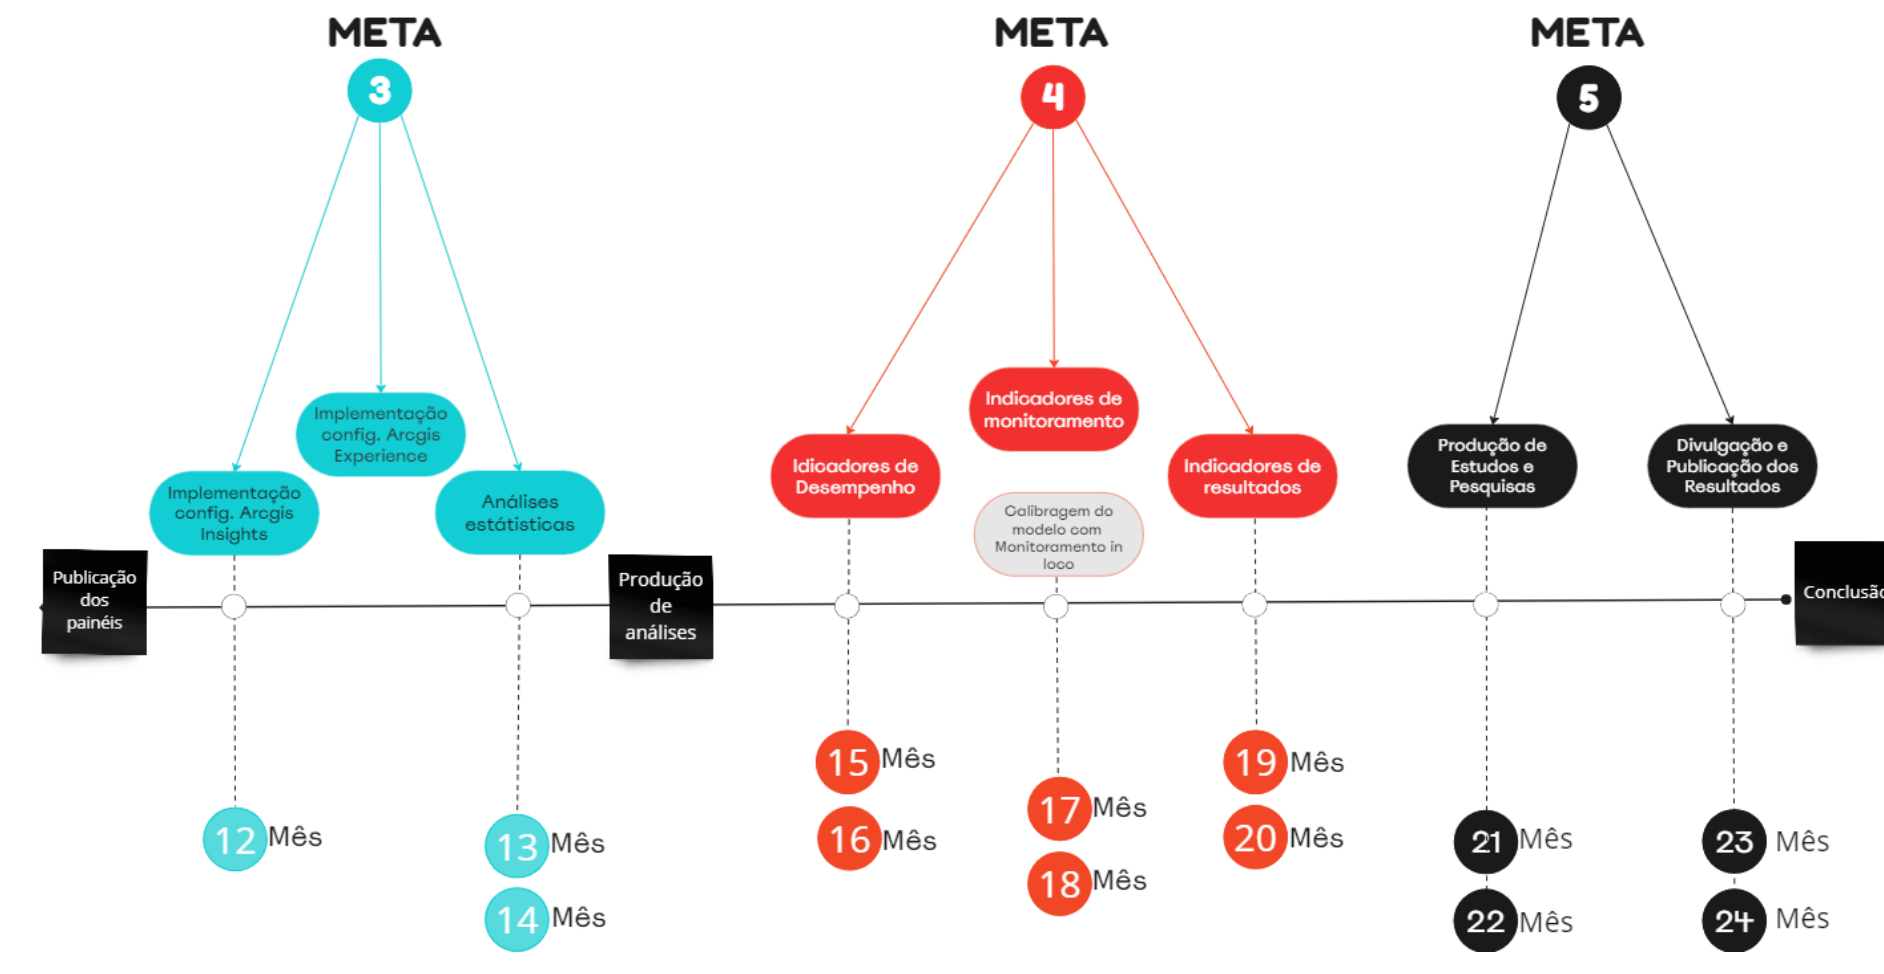 META
3
META
4
META
5
Implementação
config. Arcgis
Experience
Implementação
config. Arcgis
Insights
Análises
estátisticas
Indicadores de
monitoramento
Idicadores de
Desempenho
Indicadores de
resultados
Calibragem do
modelo com
Monitoramento in
loco
Produção de
Estudos e
Pesquisas
Divulgação e
Publicação dos
Resultados
Publicação
dos
painéis
Produção
de
análises
Conclusão
12 Mês
13 Mês
14 Mês
15 Mês
16 Mês
17 Mês
18 Mês
19 Mês
20 Mês
21 Mês
22 Mês
23 Mês
24 Mês